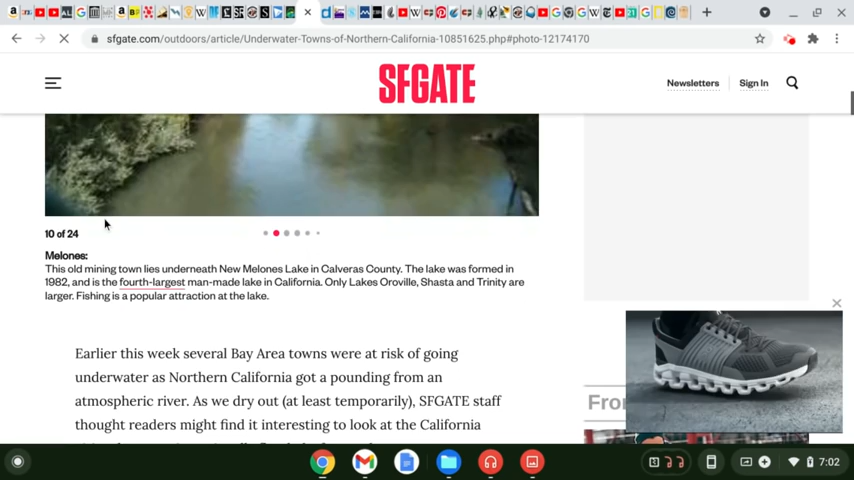 sfgate.com/outdoors/article/Underwater-Towns-of-Northern-California-10851625.php#photo-12174170
SFGATE
Newsletters
Sign In
10 of 24
Melones:
This old mining town lies underneath New Melones Lake in Calveras County. The lake was formed in
1982, and is the fourth-largest man-made lake in California. Only Lakes Oroville, Shasta and Trinity are
larger. Fishing is a popular attraction at the lake.
Earlier this week several Bay Area towns were at risk of going
underwater as Northern California got a pounding from an
atmospheric river. As we dry out (at least temporarily), SFGATE staff
thought readers might find it interesting to look at the California
Fro
7:02